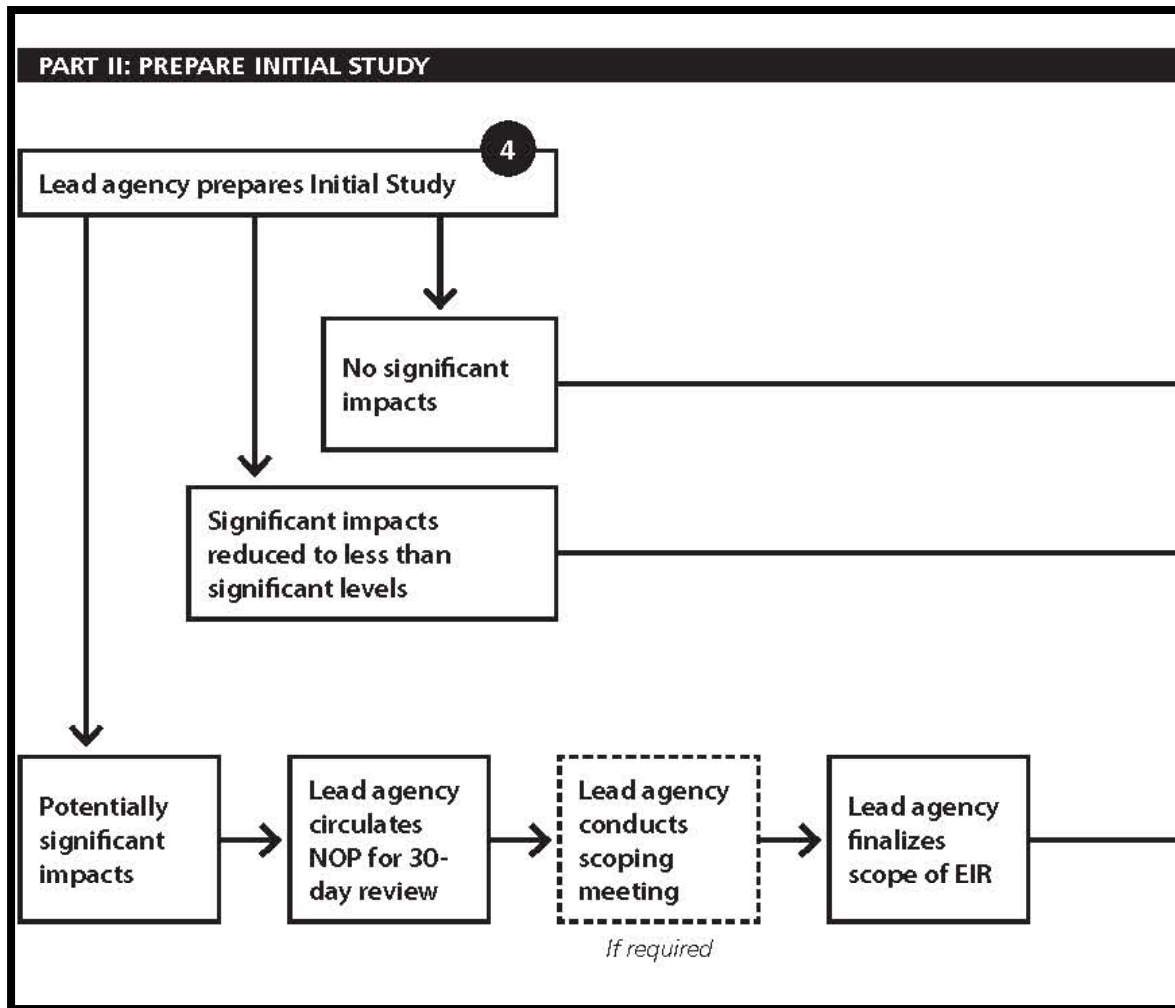 PART II: PREPARE INITIAL STUDY
4
Lead agency prepares Initial Study
No significant
impacts
Significant impacts
reduced to less than
significant levels
Potentially
significant
impacts
Lead agency
circulates
NOP for 30-
day review
Lead agency
conducts
scoping
meeting
If required
Lead agency
finalizes
scope of EIR